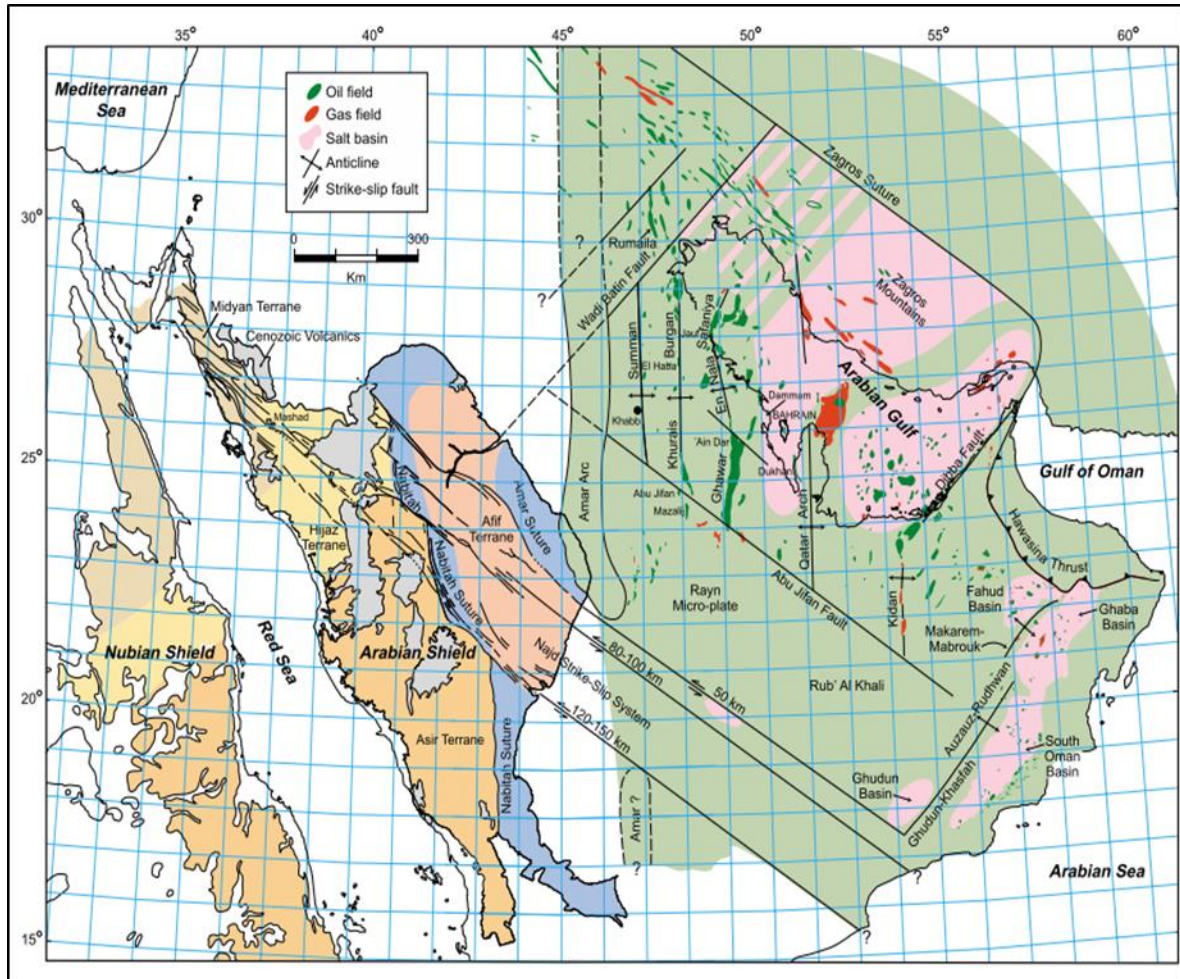 35°
40°
45°
50°
55°
60°
Mediterranean
Sea
Oil field
Gas field
Salt basin
Anticline
Strike-slip fault
0
300
Km
30°
25°
20°
15°
Zagros Suture
Zagros
Mountains
?
?
Rumaila
Wadi Batin Fault
Midyan Terrane
Cenozoic Volcanics
Mashad
Summan
Burgan
Jauf
Safaniya
El Haba
En Nala
Khabb
Khurais
'Ain Dar
Ghawar
Abu Jifan
Mazalij
Dammam
BAHRAIN
Dukhan
Qatar Arch
Arabian Gulf
Dibba Fault
Gulf of Oman
Hawasina Thrust
Amar Arc
Nabitah
Amar Suture
Afif
Terrane
Hijaz
Terrane
Nabitah Suture
Rayn
Micro-plate
Abu Jifan Fault
Kidan
Fahud
Basin
Ghaba
Basin
Makarem-
Mabrouk
Nubian Shield
Red Sea
Arabian Shield
Najd Strike-Slip System
80-100 km
50 km
120-150 km
Rub' Al Khali
Asir Terrane
Nabitah Suture
Auzauz-Rudhwan
South
Oman
Basin
Ghudun
Basin
Ghudun-Khasfah
Amar ?
?
?
?
Arabian Sea